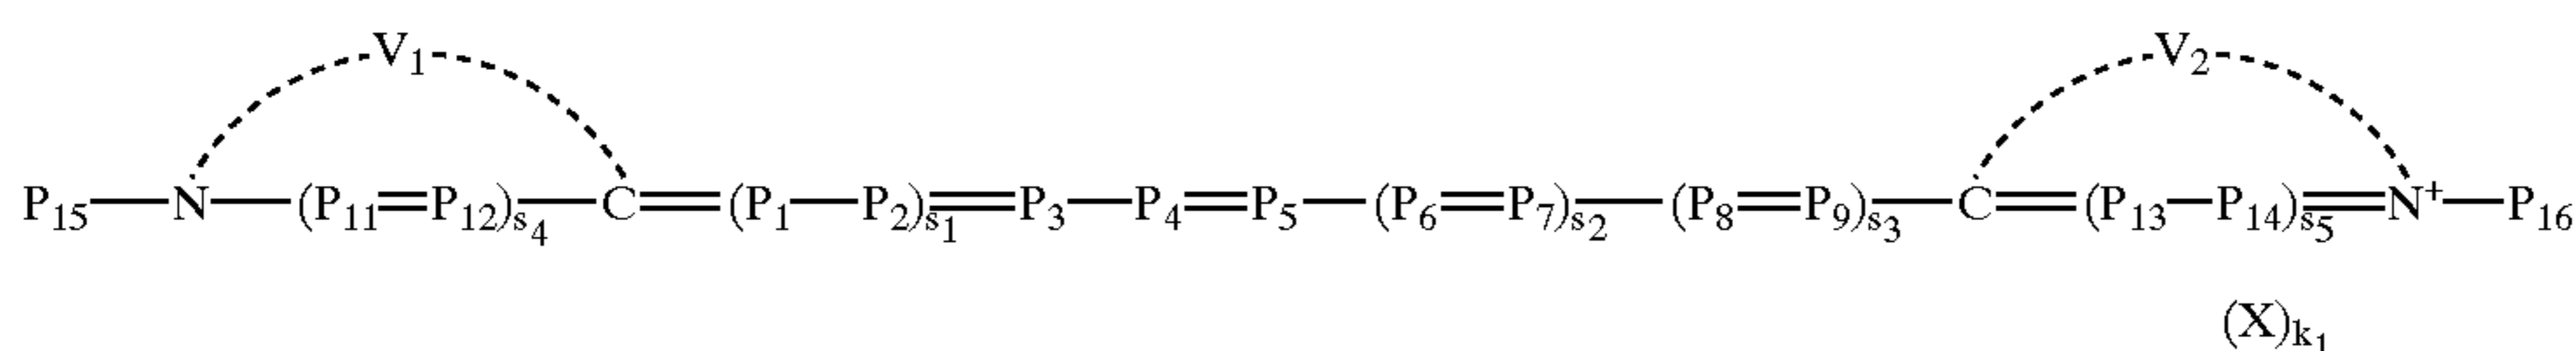 V₁ V₂
P₁₅—N—(P₁₁=P₁₂)s₄—C=(P₁—P₂)s₁=P₃—P₄=P₅—(P₆=P₇)s₂—(P₈=P₉)s₃—C=(P₁₃—P₁₄)s₅=N⁺—P₁₆
(X)k₁